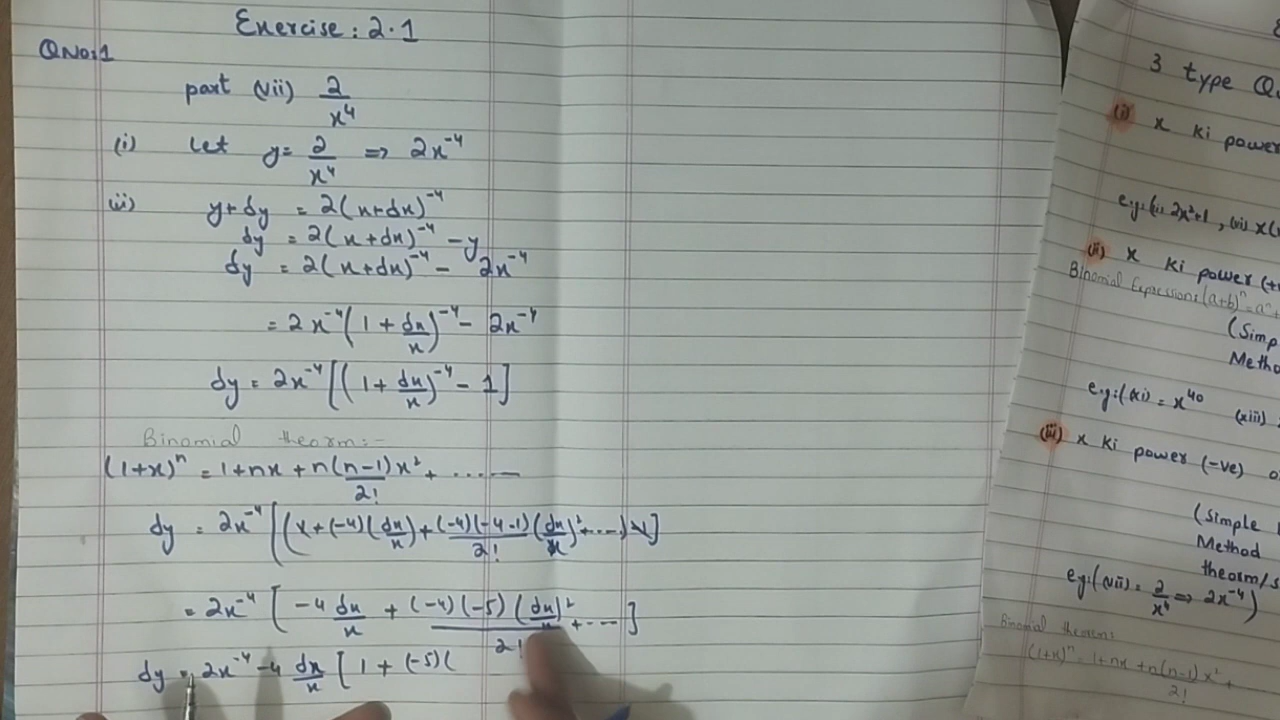 Exercise: 2.1
QNo:1
part (vii) 2/x⁴
(i) Let y = 2/x⁴ ⇒ 2x⁻⁴
(ii) y+dy = 2(x+dx)⁻⁴
dy = 2(x+dx)⁻⁴ - y
dy = 2(x+dx)⁻⁴ - 2x⁻⁴
= 2x⁻⁴(1 + dx/x)⁻⁴ - 2x⁻⁴
dy = 2x⁻⁴[(1 + dx/x)⁻⁴ - 1]
Binomial theorm:-
(1+x)ⁿ = 1+nx + n(n-1)x²/2! + ......
dy = 2x⁻⁴[(1+(-4)(dx/x)+(-4)(-4-1)/2! (dx/x)²+...)-1]
= 2x⁻⁴ [ -4 dx/x + (-4)(-5)(dx/x)²/2! + ... ]
dy = 2x⁻⁴ -4 dx/x [ 1 + (-5)(
3 type Q
(i) x ki power
e.g: (i) 2x²+1, (vi) x(
(ii) x ki power (+
Binomial Expressions (a+b)ⁿ = aⁿ+
(Simp
Metho
e.g: (xi) = x⁴⁰ (xiii)
(iii) x ki power (-ve) o
(Simple
Method
theorm/s
e.g: (vii) = 2/x⁴ ⇒ 2x⁻⁴)
Binomial theorem:
(1+x)ⁿ = 1+nx + n(n-1)x²/2! +